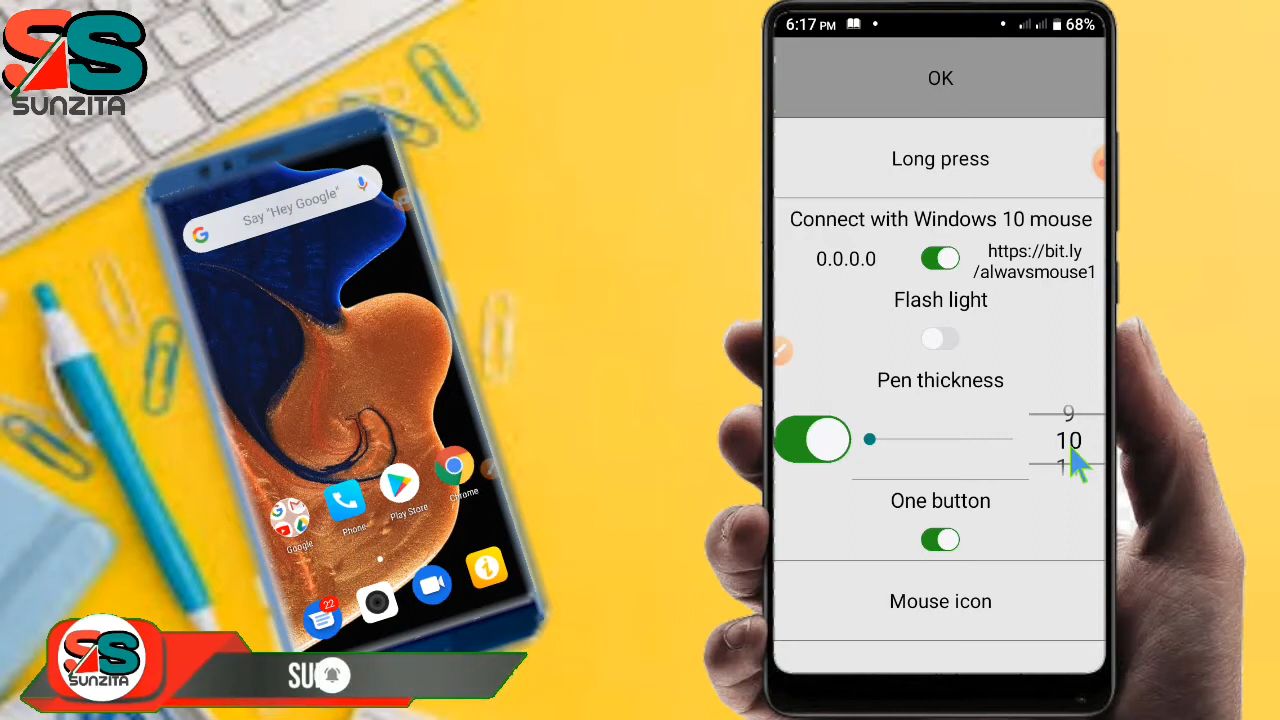 SS
SUNZITA
Say "Hey Google"
Google
Phone
Play Store
Chrome
22
SUNZITA
6:17 PM
68%
OK
Long press
Connect with Windows 10 mouse
0.0.0.0
https://bit.ly
/alwavsmouse1
Flash light
Pen thickness
9
10
One button
Mouse icon